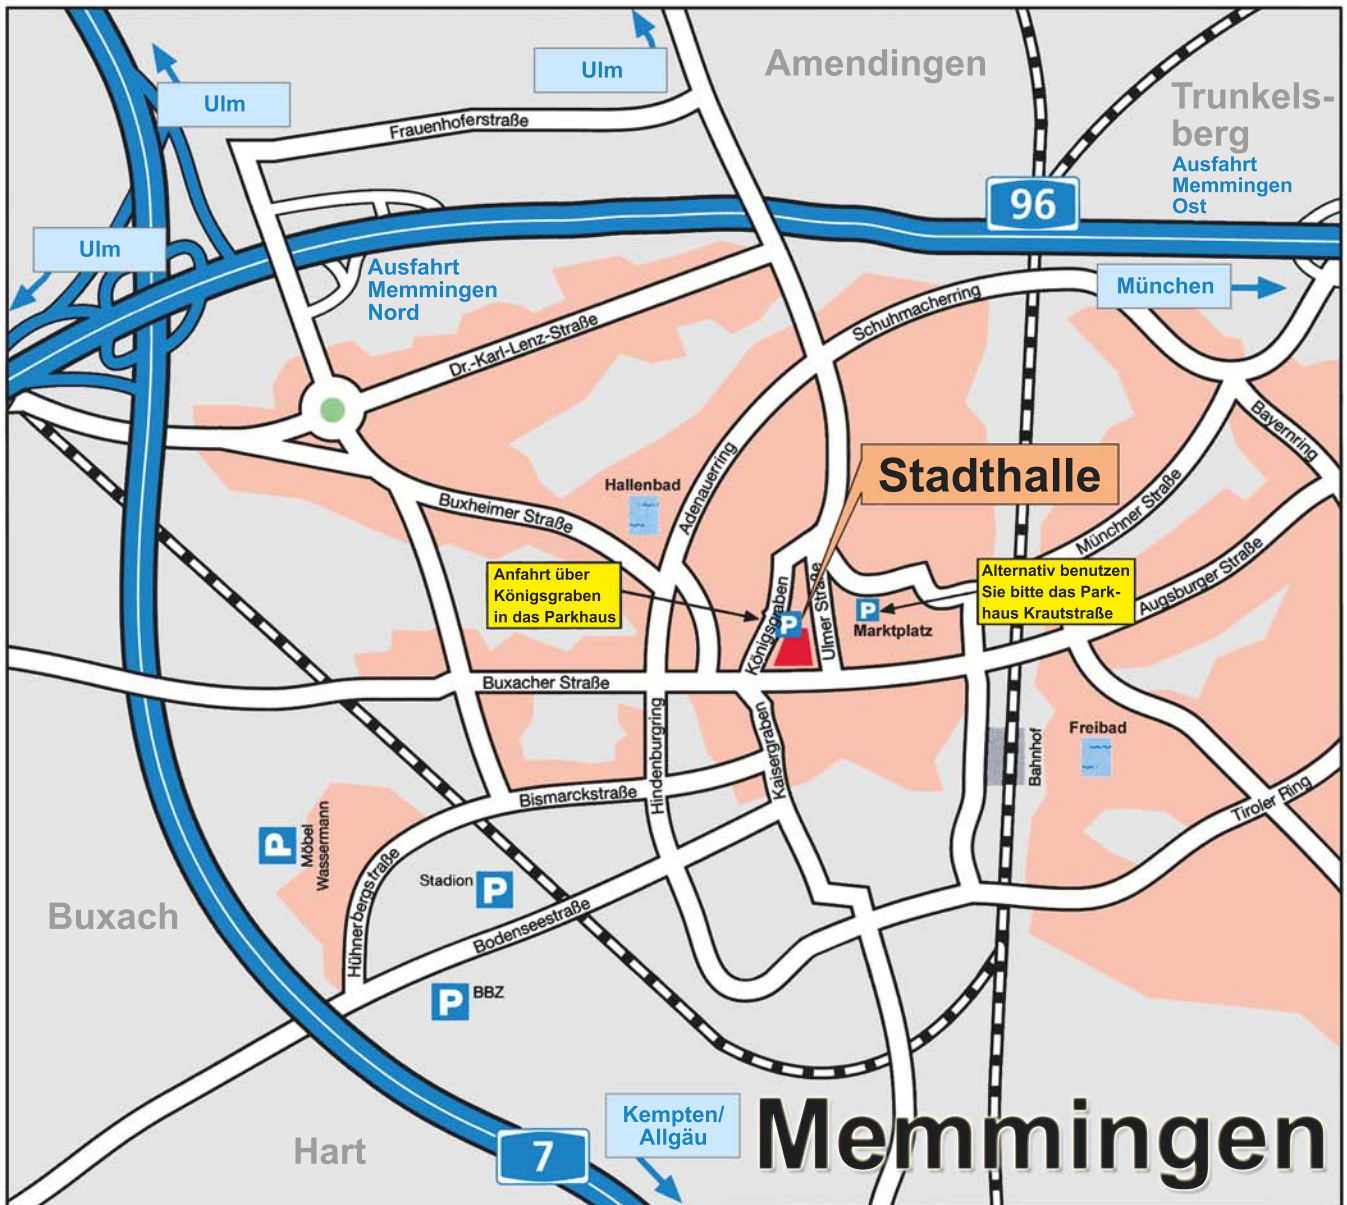 Ulm
Amendingen
Trunkels-
berg
Ulm
Frauenhoferstraße
Ausfahrt
Memmingen
Ost
96
Ulm
Ausfahrt
Memmingen
Nord
München
Schuhmacherring
Dr.-Karl-Lenz-Straße
Bayernring
Stadthalle
Hallenbad
Adenauerring
Buxheimer Straße
Münchner Straße
Anfahrt über
Königsgraben
in das Parkhaus
Alternativ benutzen
Sie bitte das Park-
haus Krautstraße
Augsburger Straße
Königsgraben
P
Ulmer Straße
P
Marktplatz
Buxacher Straße
Hindenburgring
Kaisergraben
Bahnhof
Freibad
Bismarckstraße
Tiroler Ring
P
Möbel
Wassermann
Hühnerbergstraße
Stadion
P
Buxach
Bodenseestraße
P
BBZ
Kempten/
Allgäu
Memmingen
Hart
7